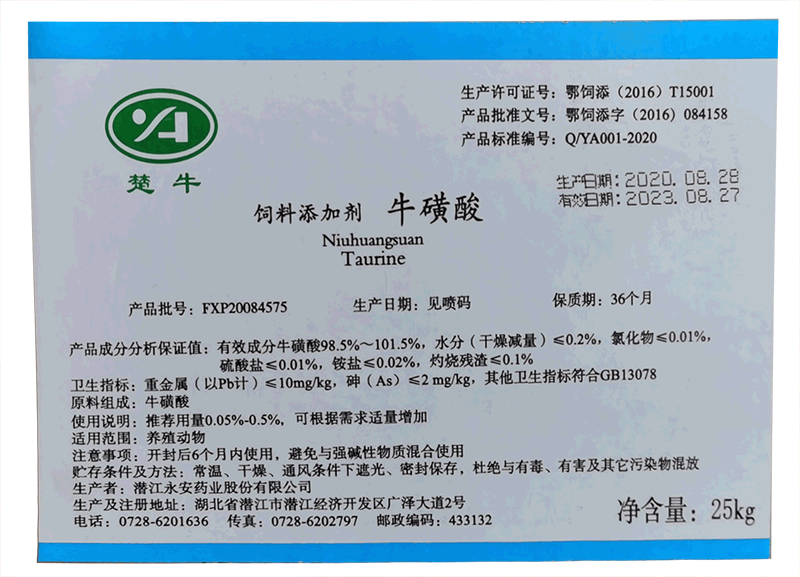 生产许可证号：鄂饲添（2016）T15001
产品批准文号：鄂饲添字（2016）084158
产品标准编号：Q/YA001-2020
YA
楚牛
生产日期：2020.08.28
有效日期：2023.08.27
饲料添加剂 牛磺酸
Niuhuangsuan
Taurine
产品批号：FXP20084575 生产日期：见喷码 保质期：36个月
产品成分分析保证值：有效成分牛磺酸98.5%～101.5%，水分（干燥减量）≤0.2%，氯化物≤0.01%，
硫酸盐≤0.01%，铵盐≤0.02%，灼烧残渣≤0.1%
卫生指标：重金属（以Pb计）≤10mg/kg，砷（As）≤2 mg/kg，其他卫生指标符合GB13078
原料组成：牛磺酸
使用说明：推荐用量0.05%-0.5%，可根据需求适量增加
适用范围：养殖动物
注意事项：开封后6个月内使用，避免与强碱性物质混合使用
贮存条件及方法：常温、干燥、通风条件下遮光、密封保存，杜绝与有毒、有害及其它污染物混放
生产者：潜江永安药业股份有限公司
生产及注册地址：湖北省潜江市潜江经济开发区广泽大道2号
电话：0728-6201636 传真：0728-6202797 邮政编码：433132
净含量：25kg